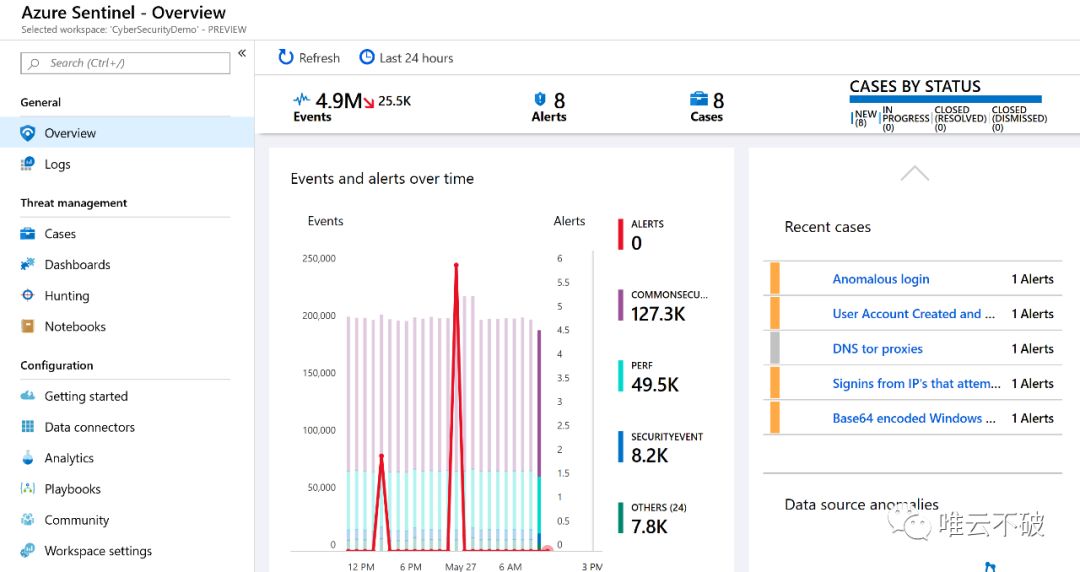 Azure Sentinel - Overview
Selected workspace: 'CyberSecurityDemo' - PREVIEW
Search (Ctrl+/)
«
Refresh
Last 24 hours
General
Overview
Logs
Threat management
Cases
Dashboards
Hunting
Notebooks
Configuration
Getting started
Data connectors
Analytics
Playbooks
Community
Workspace settings
4.9M 25.5K
Events
8
Alerts
8
Cases
CASES BY STATUS
NEW
(8)
IN
PROGRESS
(0)
CLOSED
(RESOLVED)
(0)
CLOSED
(DISMISSED)
(0)
Events and alerts over time
Events
Alerts
250,000
200,000
150,000
100,000
50,000
0
6
5.5
5
4.5
4
3.5
3
2.5
2
1.5
1
0.5
0
12 PM
6 PM
May 27
6 AM
3 PM
ALERTS
0
COMMONSECU...
127.3K
PERF
49.5K
SECURITYEVENT
8.2K
OTHERS (24)
7.8K
Recent cases
Anomalous login 1 Alerts
User Account Created and ... 1 Alerts
DNS tor proxies 1 Alerts
Signins from IP's that attem... 1 Alerts
Base64 encoded Windows ... 1 Alerts
Data source anomalies
唯云不破